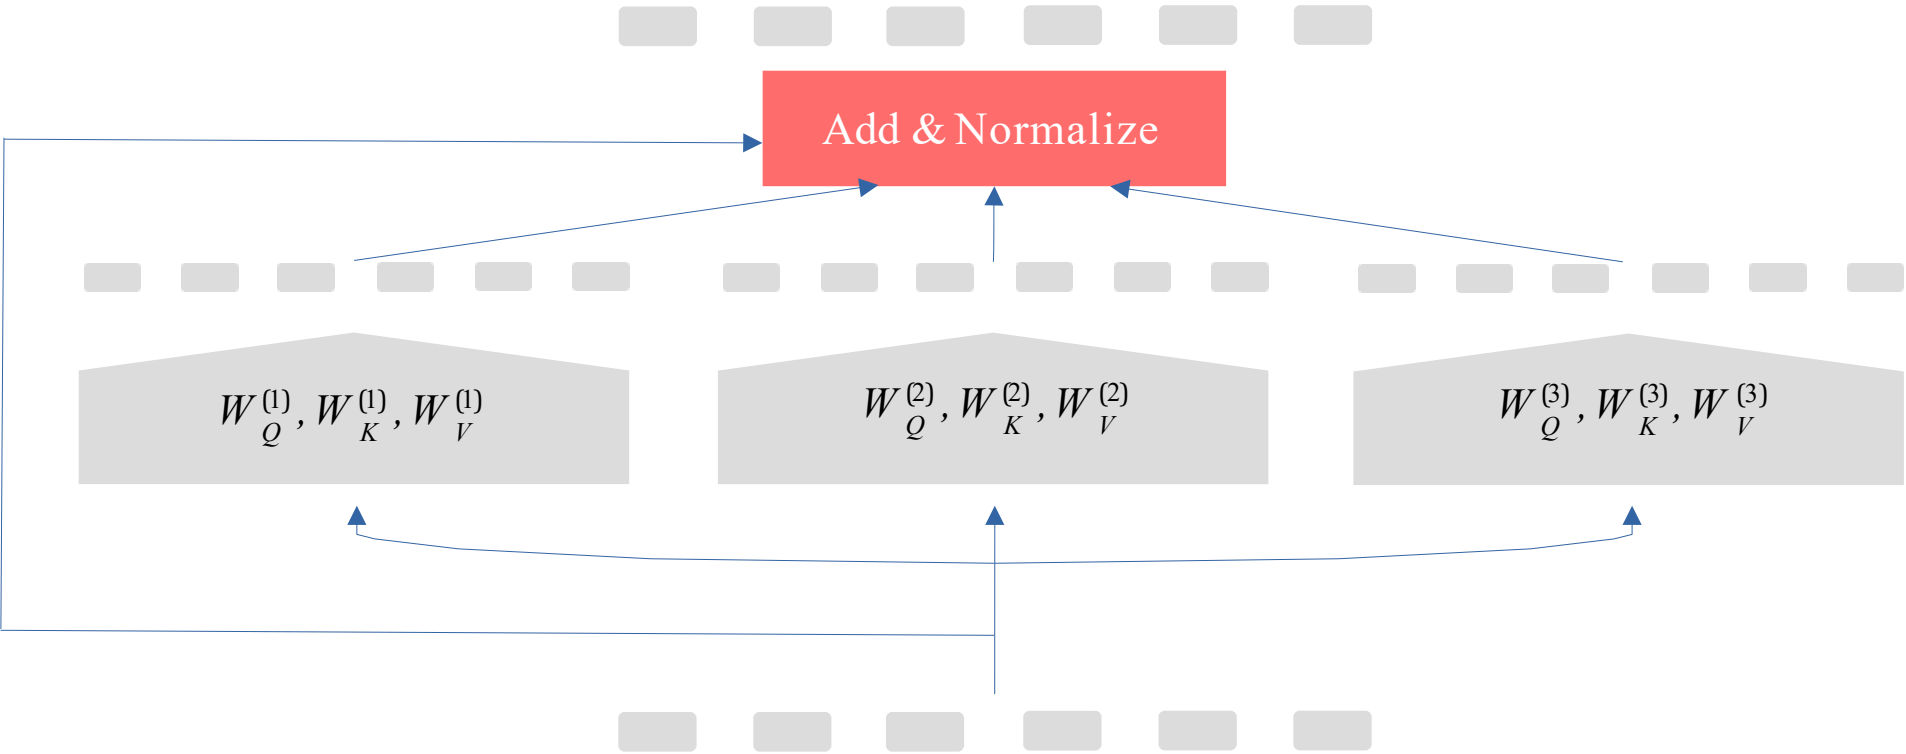 Add & Normalize
W_Q^(1), W_K^(1), W_V^(1)
W_Q^(2), W_K^(2), W_V^(2)
W_Q^(3), W_K^(3), W_V^(3)